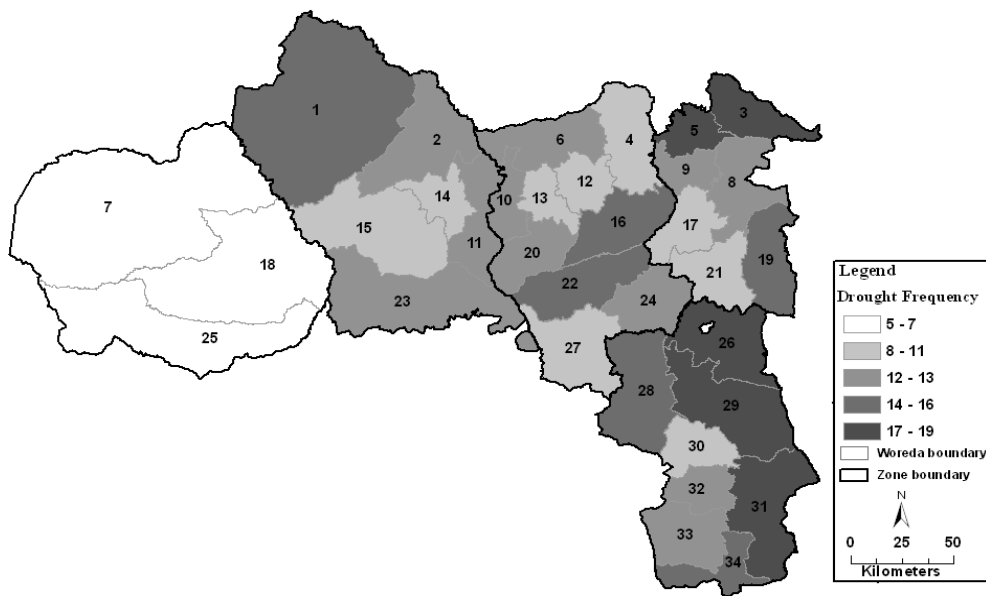 1
3
2
6
4
5
9
8
12
14
13
10
7
16
17
15
11
20
18
21
19
22
23
24
25
26
27
28
29
30
32
31
33
34
Legend
Drought Frequency
5 - 7
8 - 11
12 - 13
14 - 16
17 - 19
Woreda boundary
Zone boundary
N
0 25 50
Kilometers